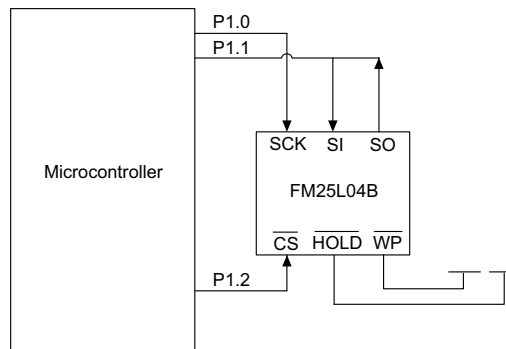 P1.0
P1.1
SCK SI SO
Microcontroller
FM25L04B
CS HOLD WP
P1.2